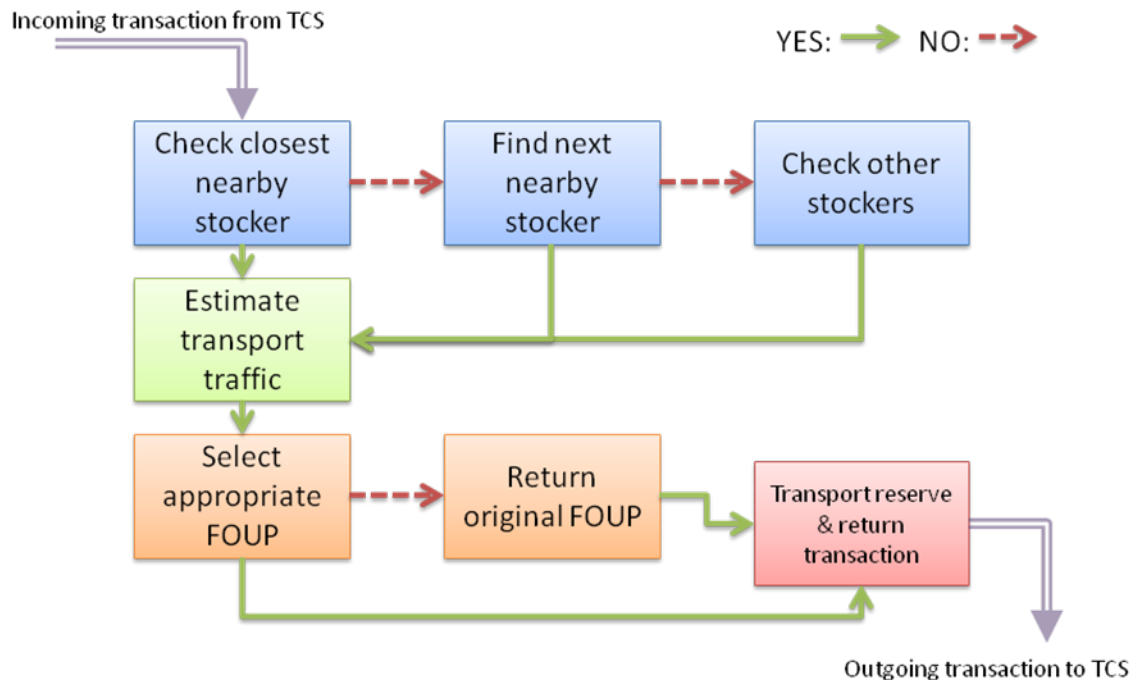 Incoming transaction from TCS
YES:
NO:
Check closest
nearby
stocker
Find next
nearby
stocker
Check other
stockers
Estimate
transport
traffic
Select
appropriate
FOUP
Return
original FOUP
Transport reserve
& return
transaction
Outgoing transaction to TCS